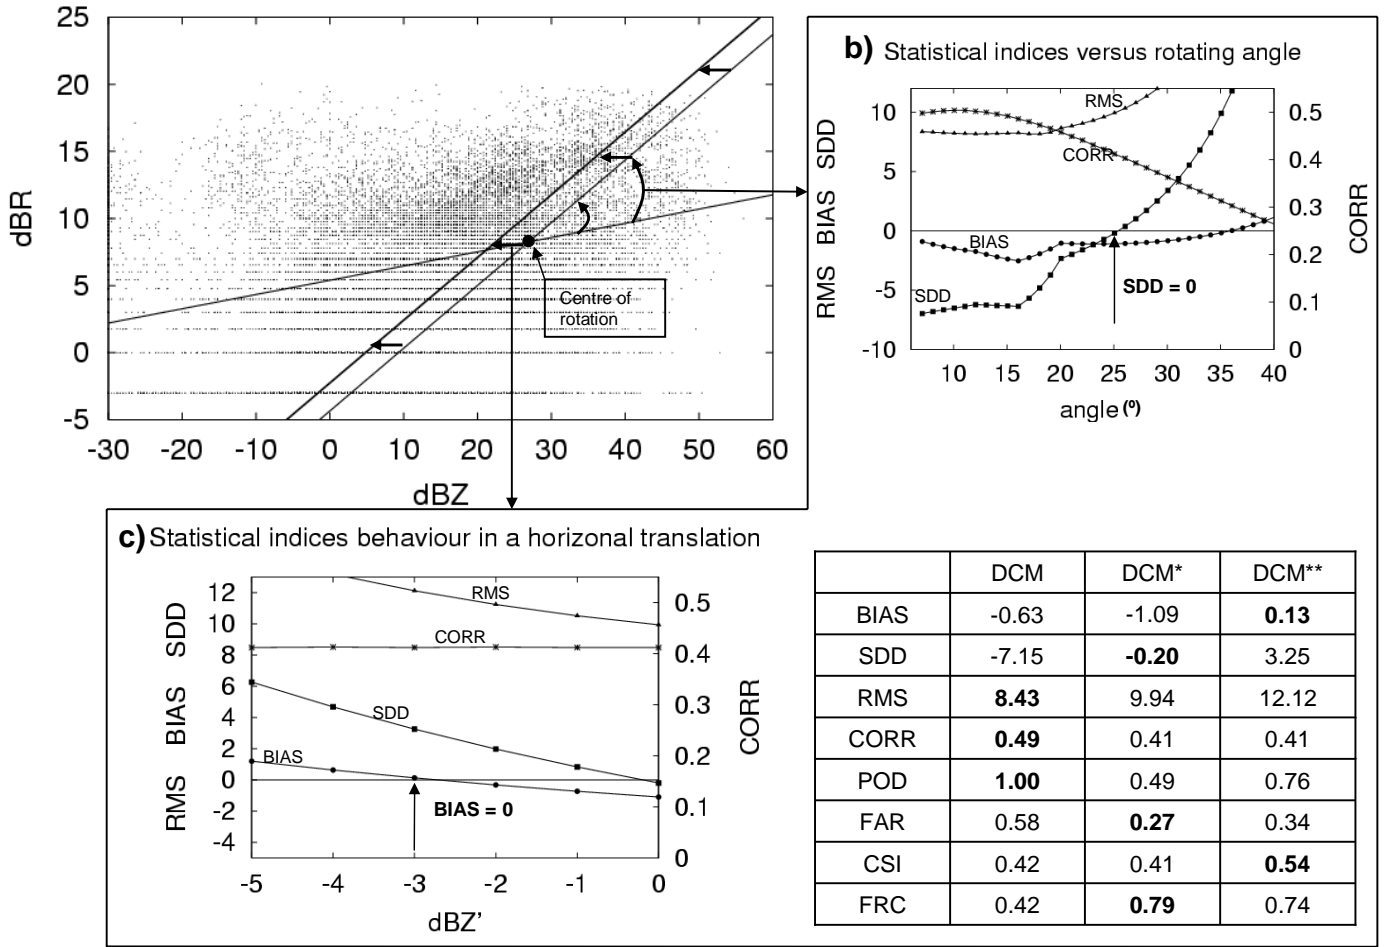 25
20
15
10
5
0
-5
dBR
-30 -20 -10 0 10 20 30 40 50 60
dBZ
Centre of
rotation
b) Statistical indices versus rotating angle
RMS BIAS SDD
10
5
0
-5
-10
RMS
CORR
BIAS
SDD
SDD = 0
0.5
0.4
0.3
0.2
0.1
0
CORR
10 15 20 25 30 35 40
angle (º)
c) Statistical indices behaviour in a horizonal translation
RMS BIAS SDD
12
10
8
6
4
2
0
-2
-4
RMS
CORR
SDD
BIAS
BIAS = 0
0.5
0.4
0.3
0.2
0.1
0
CORR
-5 -4 -3 -2 -1 0
dBZ’
DCM DCM* DCM**
BIAS -0.63 -1.09 0.13
SDD -7.15 -0.20 3.25
RMS 8.43 9.94 12.12
CORR 0.49 0.41 0.41
POD 1.00 0.49 0.76
FAR 0.58 0.27 0.34
CSI 0.42 0.41 0.54
FRC 0.42 0.79 0.74